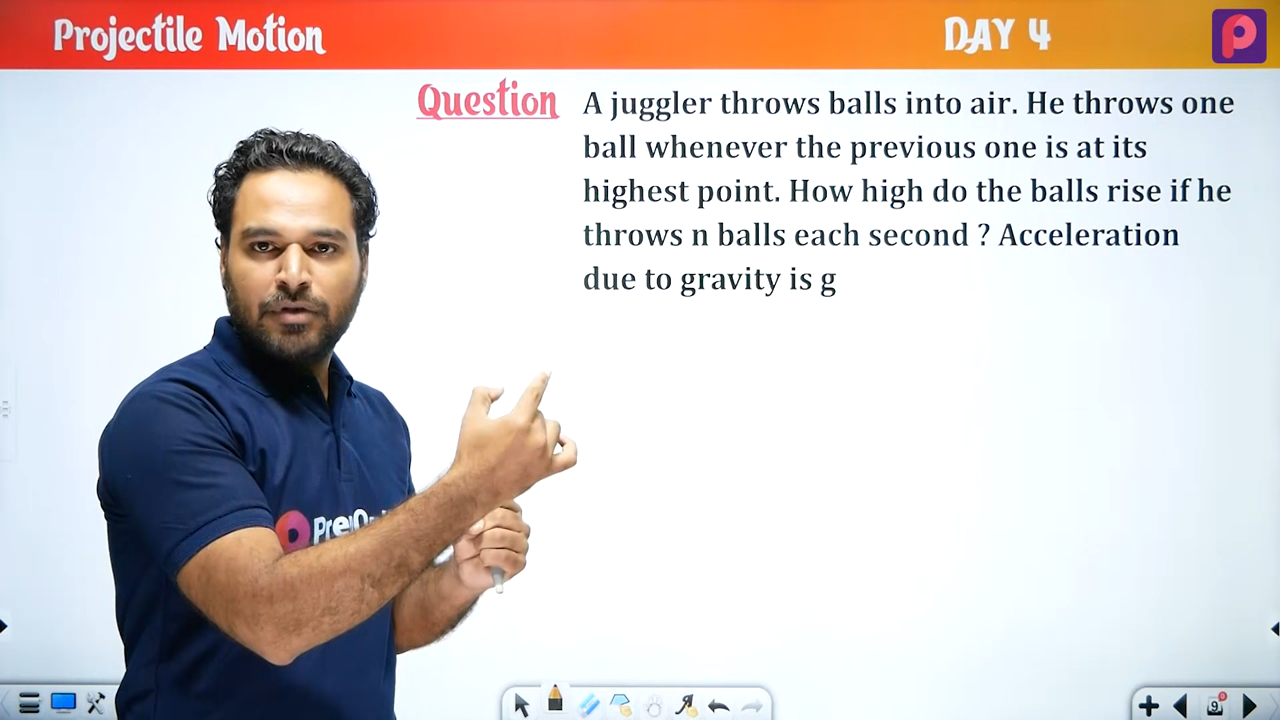 Projectile Motion
DAY 4
Question
A juggler throws balls into air. He throws one
ball whenever the previous one is at its
highest point. How high do the balls rise if he
throws n balls each second ? Acceleration
due to gravity is g
9